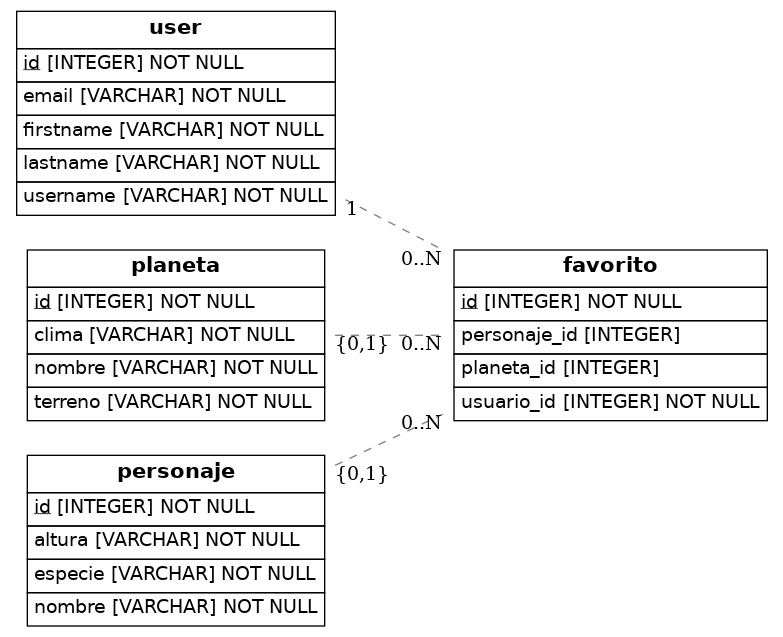 user
id [INTEGER] NOT NULL
email [VARCHAR] NOT NULL
firstname [VARCHAR] NOT NULL
lastname [VARCHAR] NOT NULL
username [VARCHAR] NOT NULL
1
0..N
planeta
id [INTEGER] NOT NULL
clima [VARCHAR] NOT NULL
nombre [VARCHAR] NOT NULL
terreno [VARCHAR] NOT NULL
{0,1}
0..N
favorito
id [INTEGER] NOT NULL
personaje_id [INTEGER]
planeta_id [INTEGER]
usuario_id [INTEGER] NOT NULL
0..N
{0,1}
personaje
id [INTEGER] NOT NULL
altura [VARCHAR] NOT NULL
especie [VARCHAR] NOT NULL
nombre [VARCHAR] NOT NULL